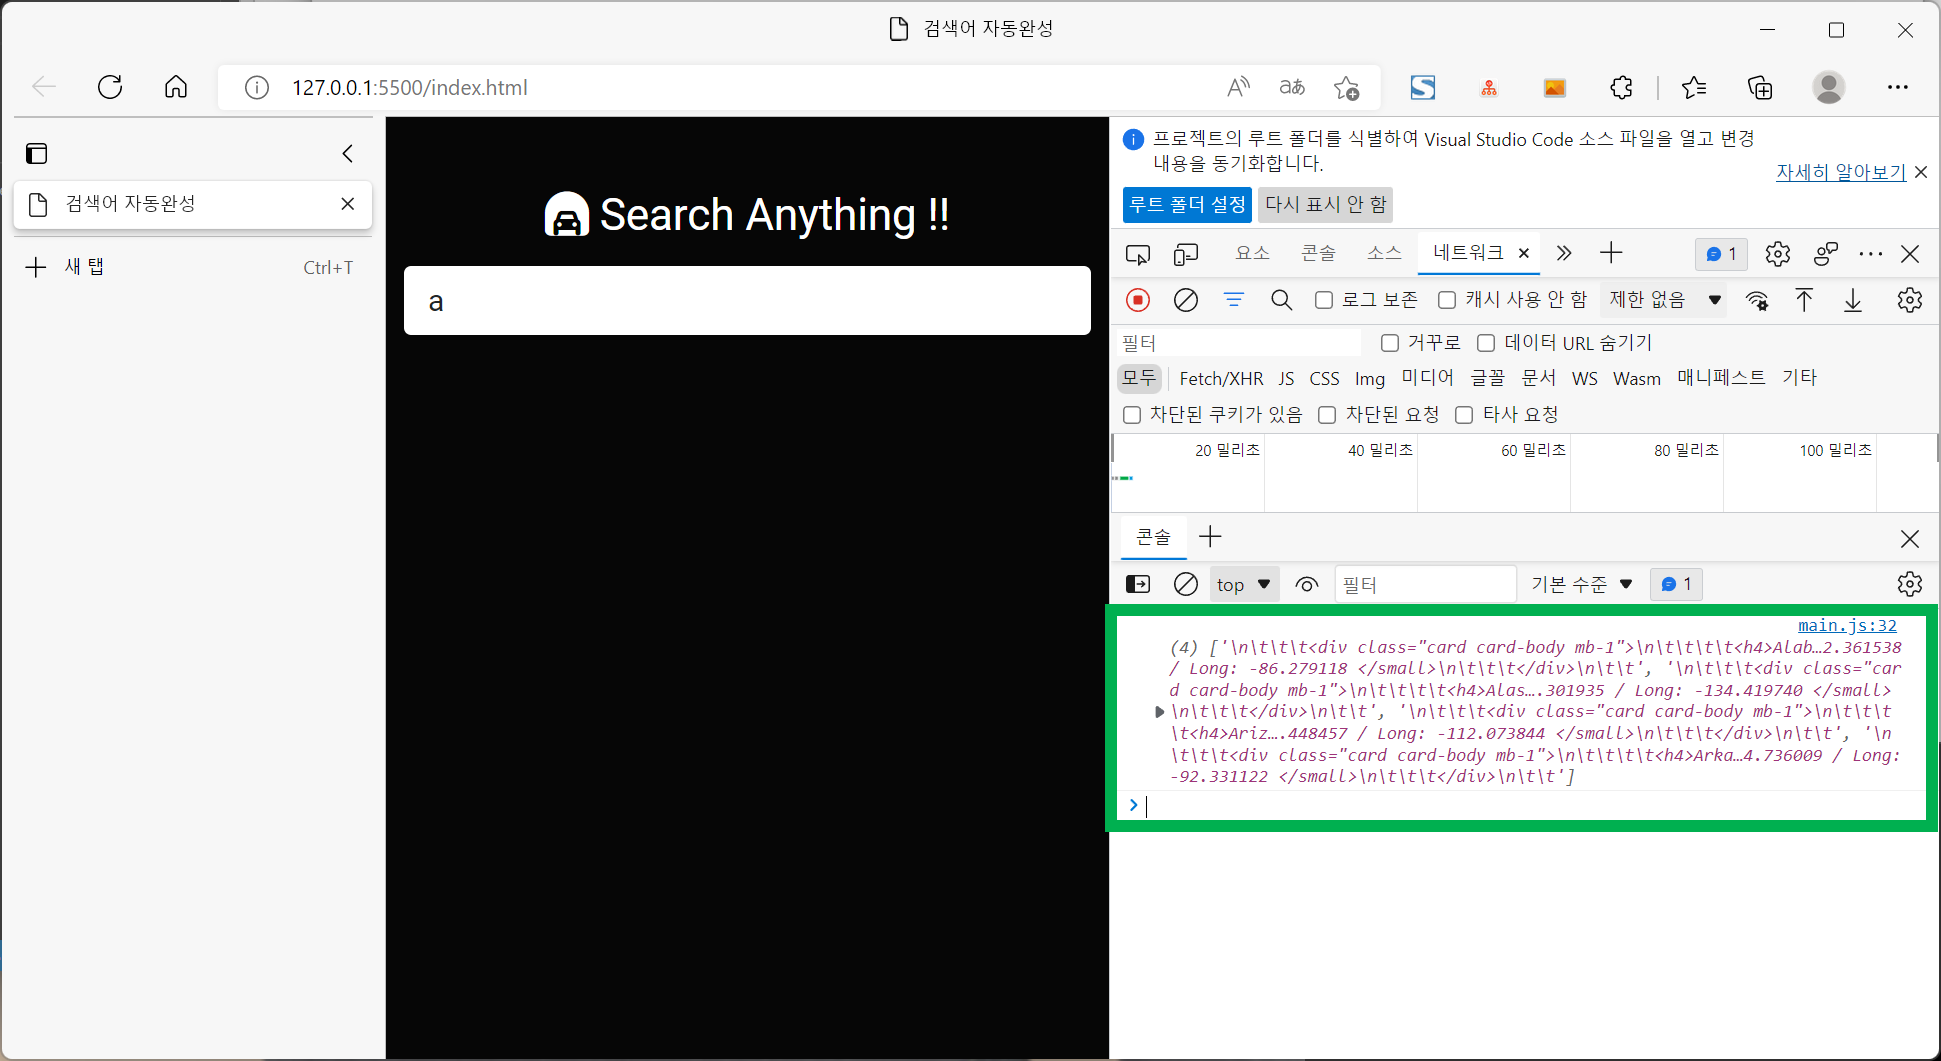 검색어 자동완성
127.0.0.1:5500/index.html
aあ
검색어 자동완성
새 탭 Ctrl+T
Search Anything !!
a
프로젝트의 루트 폴더를 식별하여 Visual Studio Code 소스 파일을 열고 변경
내용을 동기화합니다.
자세히 알아보기
루트 폴더 설정 다시 표시 안 함
요소 콘솔 소스 네트워크 1
로그 보존 캐시 사용 안 함 제한 없음
필터 거꾸로 데이터 URL 숨기기
모두 Fetch/XHR JS CSS Img 미디어 글꼴 문서 WS Wasm 매니페스트 기타
차단된 쿠키가 있음 차단된 요청 타사 요청
20 밀리초 40 밀리초 60 밀리초 80 밀리초 100 밀리초
콘솔
top 필터 기본 수준 1
main.js:32
(4) ['\n\t\t\t<div class="card card-body mb-1">\n\t\t\t\t<h4>Alab…2.361538
/ Long: -86.279118 </small>\n\t\t\t</div>\n\t\t', '\n\t\t\t<div class="car
d card-body mb-1">\n\t\t\t\t<h4>Alas….301935 / Long: -134.419740 </small>
\n\t\t\t</div>\n\t\t', '\n\t\t\t<div class="card card-body mb-1">\n\t\t\t
\t<h4>Ariz….448457 / Long: -112.073844 </small>\n\t\t\t</div>\n\t\t', '\n
\t\t\t<div class="card card-body mb-1">\n\t\t\t\t<h4>Arka…4.736009 / Long:
-92.331122 </small>\n\t\t\t</div>\n\t\t']